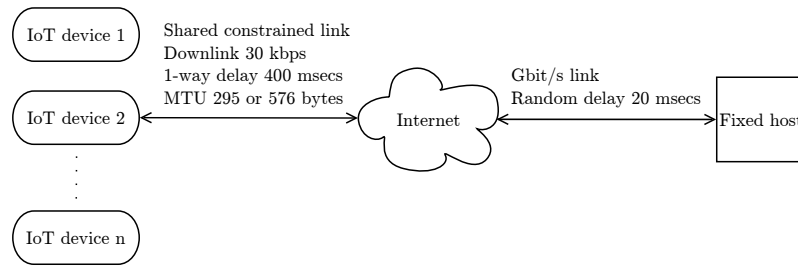 IoT device 1
Shared constrained link
Downlink 30 kbps
1-way delay 400 msecs
MTU 295 or 576 bytes
Gbit/s link
Random delay 20 msecs
IoT device 2
Internet
Fixed host
IoT device n